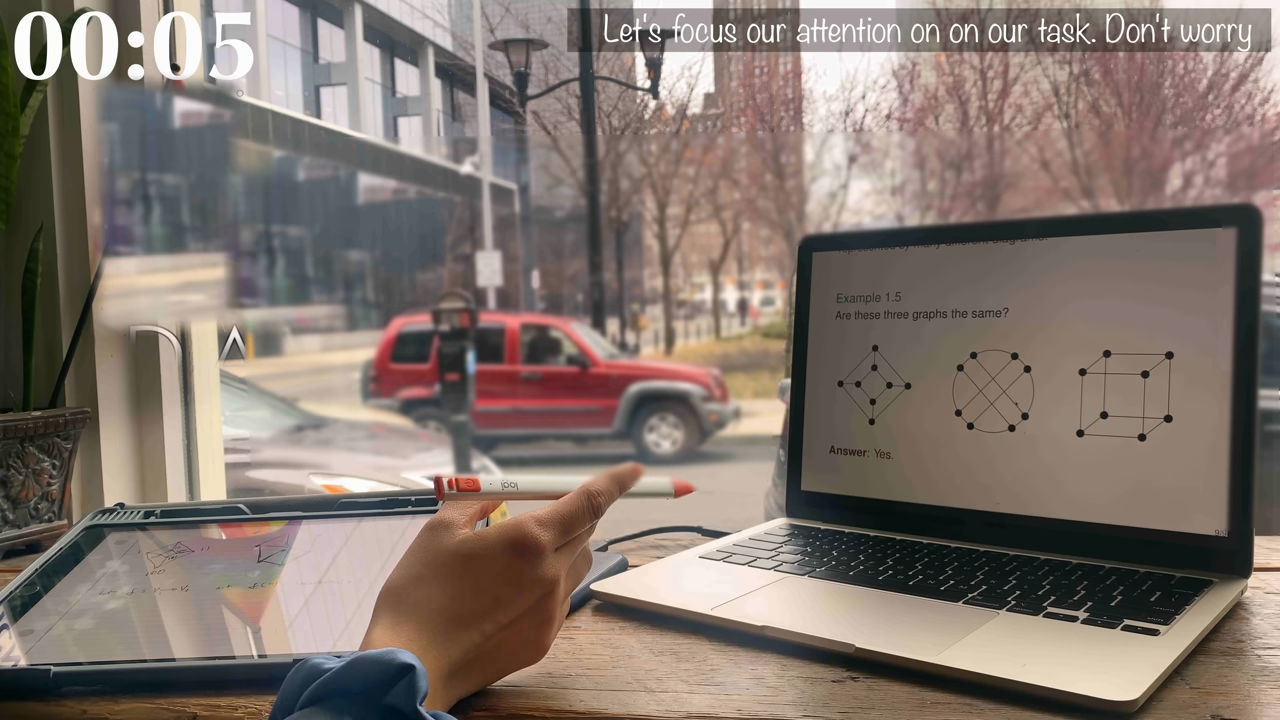 00:05
Let's focus our attention on on our task. Don't worry
Example 1.5
Are these three graphs the same?
Answer: Yes.
logi